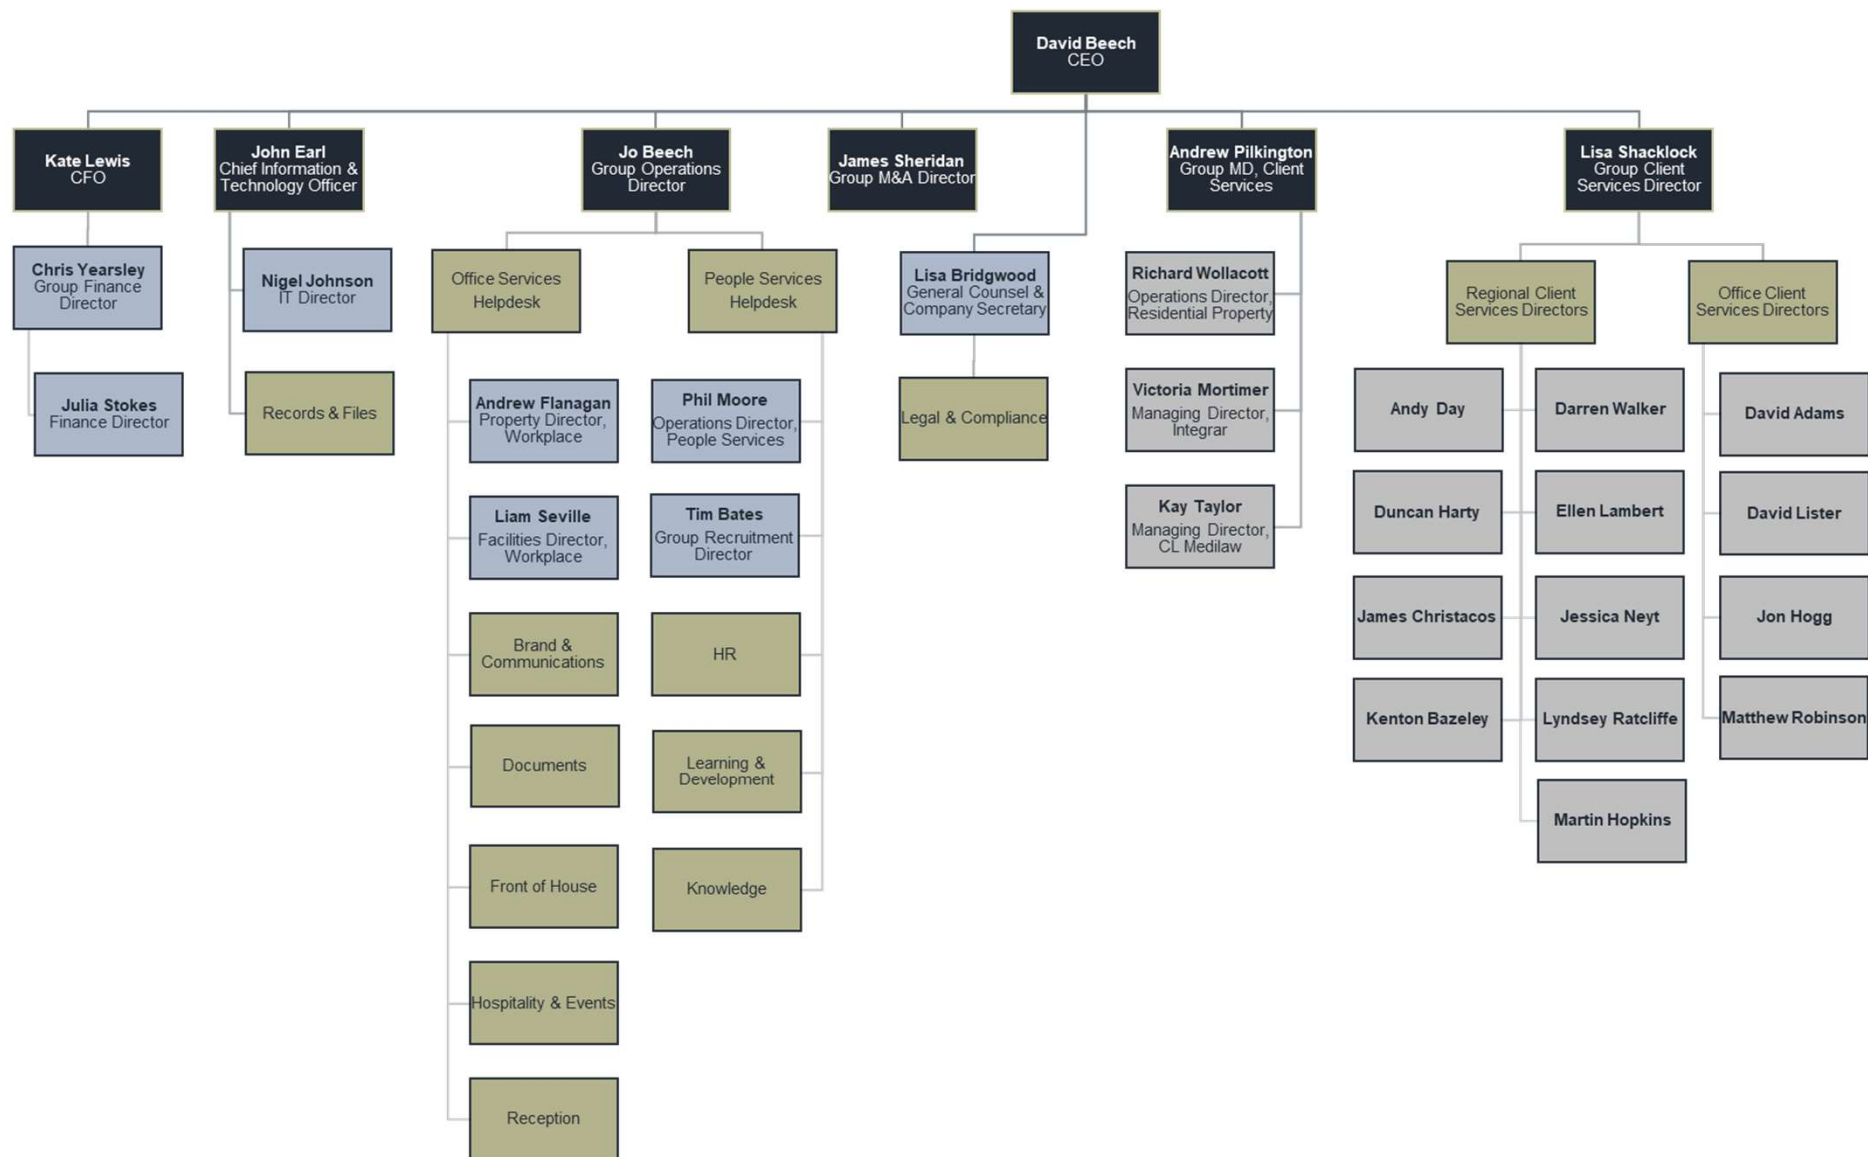 David Beech
CEO
Kate Lewis
CFO
John Earl
Chief Information &
Technology Officer
Jo Beech
Group Operations
Director
James Sheridan
Group M&A Director
Andrew Pilkington
Group MD, Client
Services
Lisa Shacklock
Group Client
Services Director
Chris Yearsley
Group Finance
Director
Julia Stokes
Finance Director
Nigel Johnson
IT Director
Records & Files
Office Services
Helpdesk
People Services
Helpdesk
Andrew Flanagan
Property Director,
Workplace
Liam Seville
Facilities Director,
Workplace
Brand &
Communications
Documents
Front of House
Hospitality & Events
Reception
Phil Moore
Operations Director,
People Services
Tim Bates
Group Recruitment
Director
HR
Learning &
Development
Knowledge
Lisa Bridgwood
General Counsel &
Company Secretary
Legal & Compliance
Richard Wollacott
Operations Director,
Residential Property
Victoria Mortimer
Managing Director,
Integrar
Kay Taylor
Managing Director,
CL Medilaw
Regional Client
Services Directors
Office Client
Services Directors
Andy Day
Darren Walker
Duncan Harty
Ellen Lambert
James Christacos
Jessica Neyt
Kenton Bazeley
Lyndsey Ratcliffe
Martin Hopkins
David Adams
David Lister
Jon Hogg
Matthew Robinson